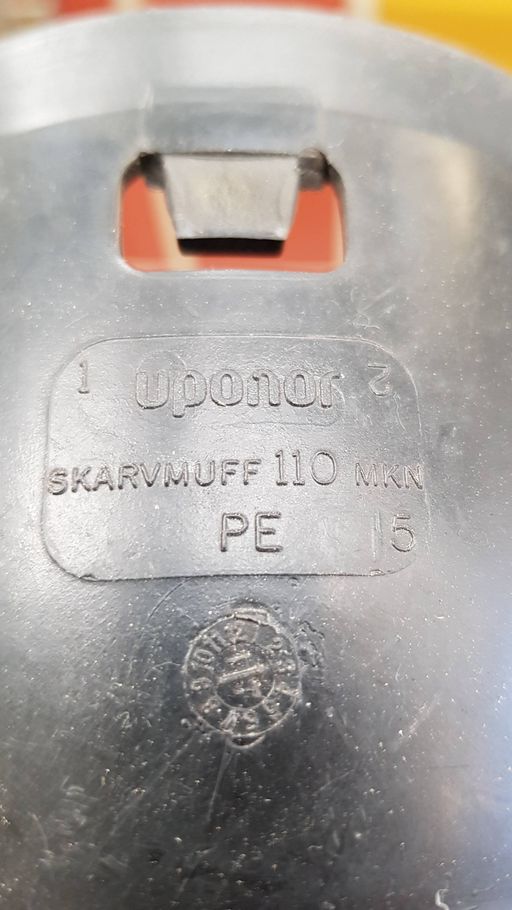 1 uponor 2
SKARVMUFF 110 MKN
PE 15